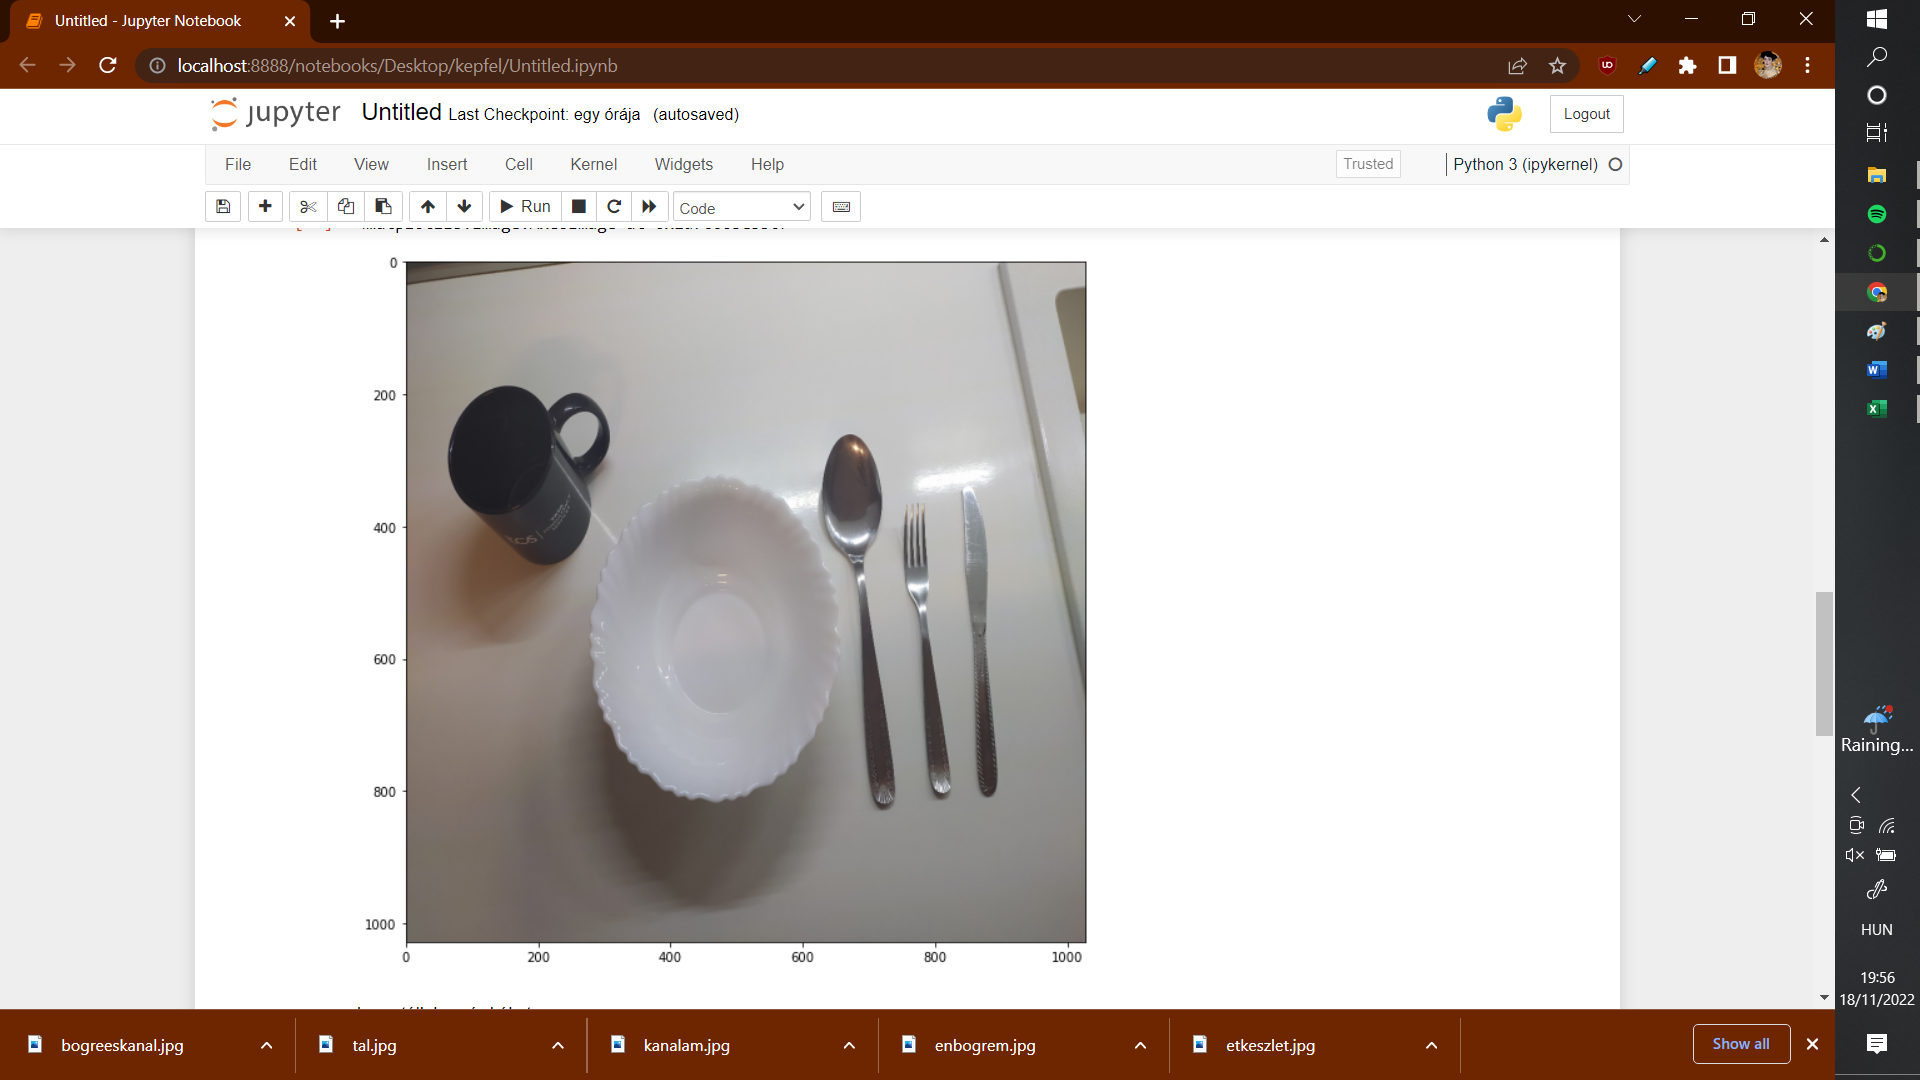 Untitled - Jupyter Notebook
localhost:8888/notebooks/Desktop/kepfel/Untitled.ipynb
jupyter Untitled Last Checkpoint: egy órája (autosaved)
Logout
File Edit View Insert Cell Kernel Widgets Help
Trusted
Python 3 (ipykernel)
Run
Code
0
200
400
600
800
1000
0 200 400 600 800 1000
Raining...
HUN
19:56
18/11/2022
bogreeskanal.jpg
tal.jpg
kanalam.jpg
enbogrem.jpg
etkeszlet.jpg
Show all